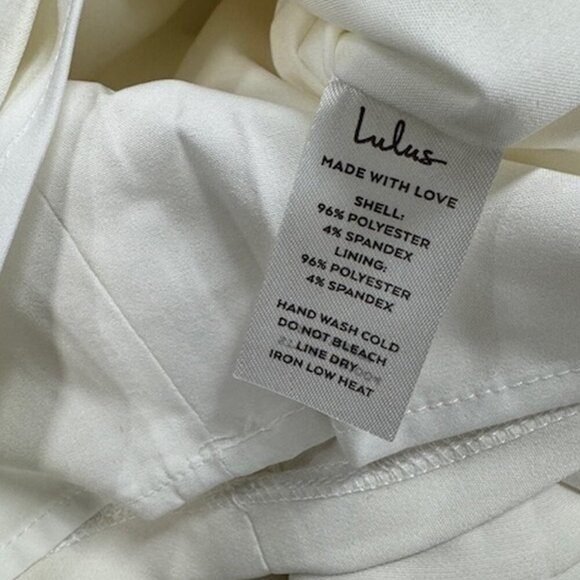 Lulus
MADE WITH LOVE
SHELL:
96% POLYESTER
4% SPANDEX
LINING:
96% POLYESTER
4% SPANDEX
HAND WASH COLD
DO NOT BLEACH
LINE DRY
IRON LOW HEAT